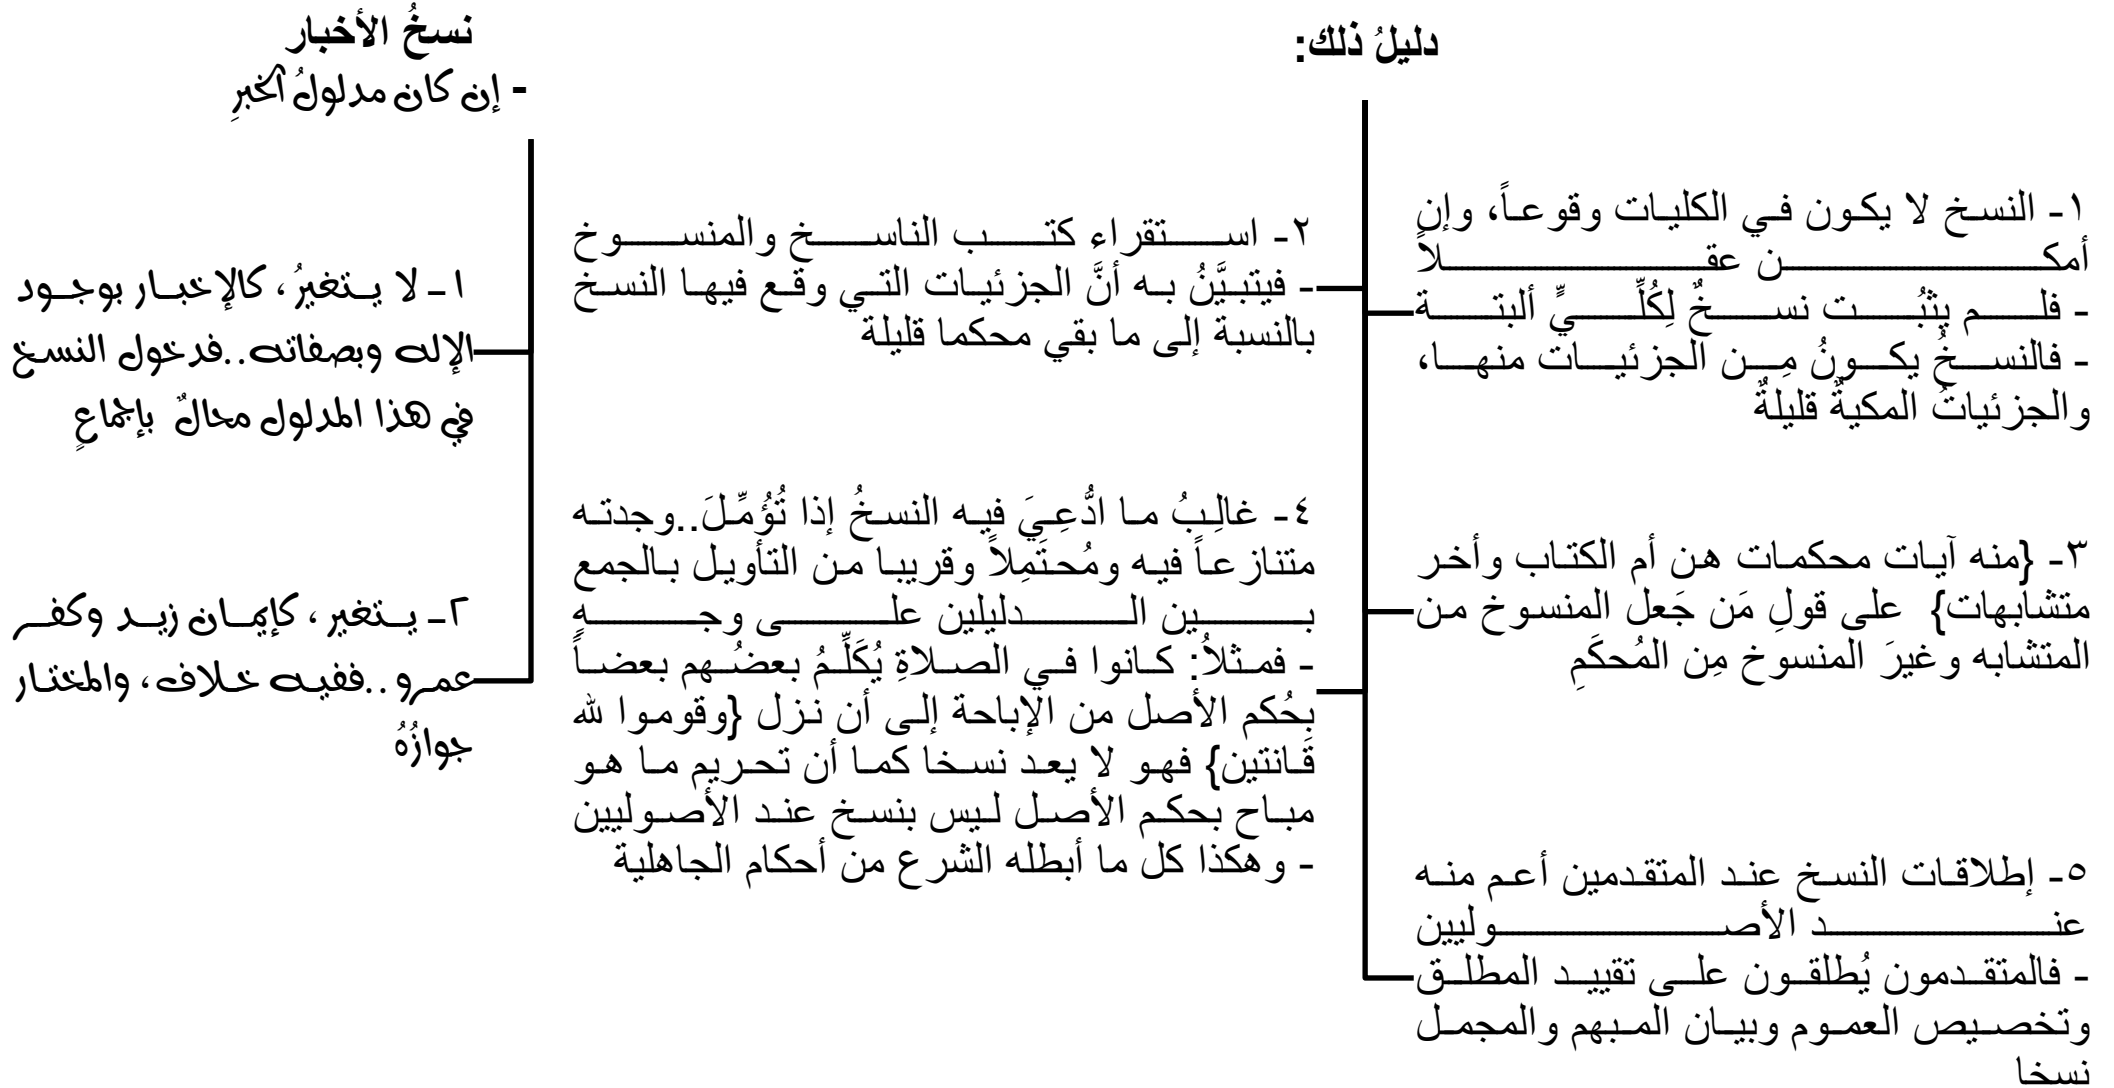 دليلُ ذلك:
١- النسخ لا يكون في الكليات وقوعاً، وإن
أمكن عقلاً
- فلم يثبُت نسخٌ لِكُلِّيٍّ ألبتة
- فالنسخُ يكونُ مِن الجزئيات منها،
والجزئياتُ المكيةٌ قليلةٌ
٢- استقراء كتب الناسخ والمنسوخ
- فيتبيَّنُ به أنَّ الجزئيات التي وقع فيها النسخ
بالنسبة إلى ما بقي محكما قليلة
٣- {منه آيات محكمات هن أم الكتاب وأخر
متشابهات} على قولِ مَن جَعل المنسوخ من
المتشابه وغيرَ المنسوخ مِن المُحكَمِ
٤- غالِبُ ما ادُّعِيَ فيه النسخُ إذا تُؤُمِّلَ..وجدته
متنازعاً فيه ومُحتَمِلاً وقريبا من التأويل بالجمع
بين الدليلين على وجهٍ
- فمثلاُ: كانوا في الصلاةِ يُكَلِّمُ بعضُهم بعضاً
بِحُكم الأصل من الإباحة إلى أن نزل {وقوموا لله
قَانتين} فهو لا يعد نسخا كما أن تحريم ما هو
مباح بحكم الأصل ليس بنسخ عند الأصوليين
- وهكذا كل ما أبطله الشرع من أحكام الجاهلية
٥- إطلاقات النسخ عند المتقدمين أعم منه
عند الأصوليين
- فالمتقدمون يُطلقون على تقييد المطلق
وتخصيص العموم وبيان المبهم والمجمل
نسخا
نسخُ الأخبار
- إن كان مدلولُ الخبرِ
١- لا يتغيرُ، كالإخبار بوجود
الإله وبصفاته..فدخول النسخ
في هذا المدلول محالٌ بإجماعٍ
٢- يتغير، كإيمان زيد وكفر
عمرو..ففيه خلاف، والمختار
جوازُهُ